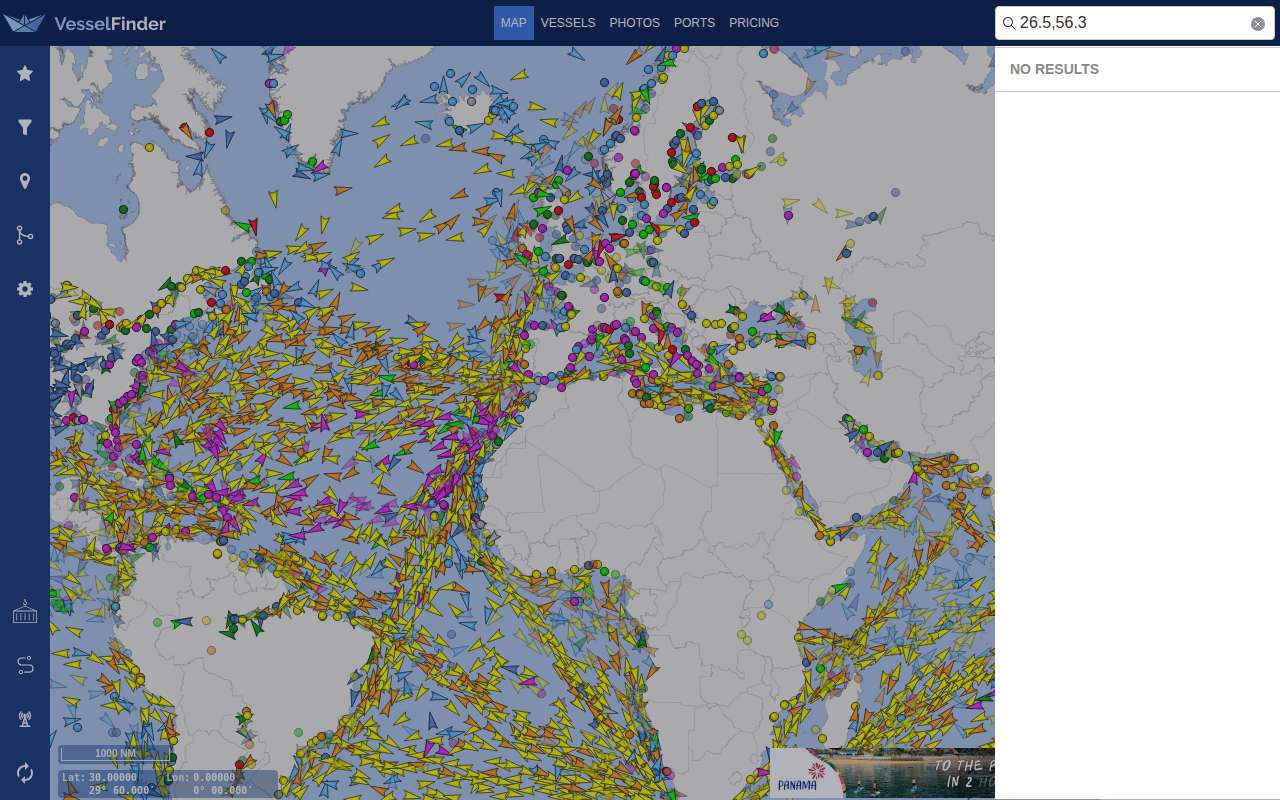 VesselFinder
MAP VESSELS PHOTOS PORTS PRICING
26.5,56.3
NO RESULTS
1000 NM
Lat: 30.00000 Lon: 0.00000
29° 60.000' 0° 00.000'
PANAMA
TO THE P
IN 2 HO